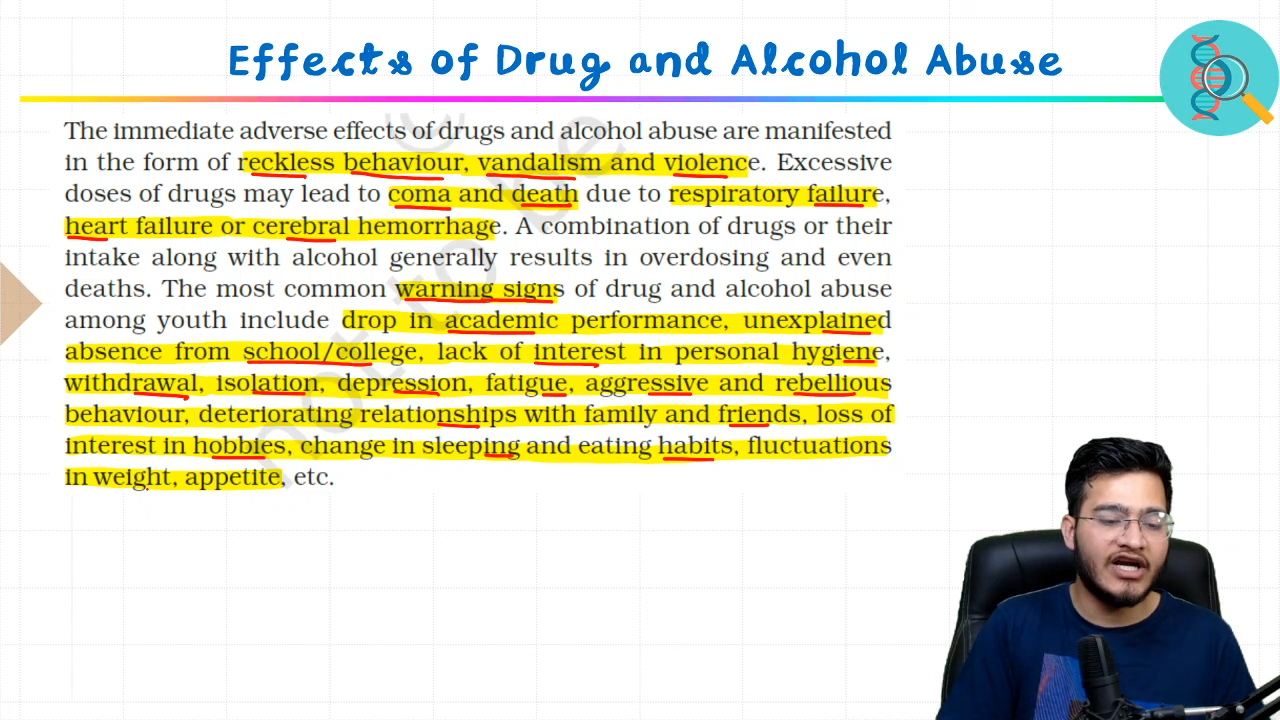 Effects of Drug and Alcohol Abuse
The immediate adverse effects of drugs and alcohol abuse are manifested
in the form of reckless behaviour, vandalism and violence. Excessive
doses of drugs may lead to coma and death due to respiratory failure,
heart failure or cerebral hemorrhage. A combination of drugs or their
intake along with alcohol generally results in overdosing and even
deaths. The most common warning signs of drug and alcohol abuse
among youth include drop in academic performance, unexplained
absence from school/college, lack of interest in personal hygiene,
withdrawal, isolation, depression, fatigue, aggressive and rebellious
behaviour, deteriorating relationships with family and friends, loss of
interest in hobbies, change in sleeping and eating habits, fluctuations
in weight, appetite, etc.
not to be